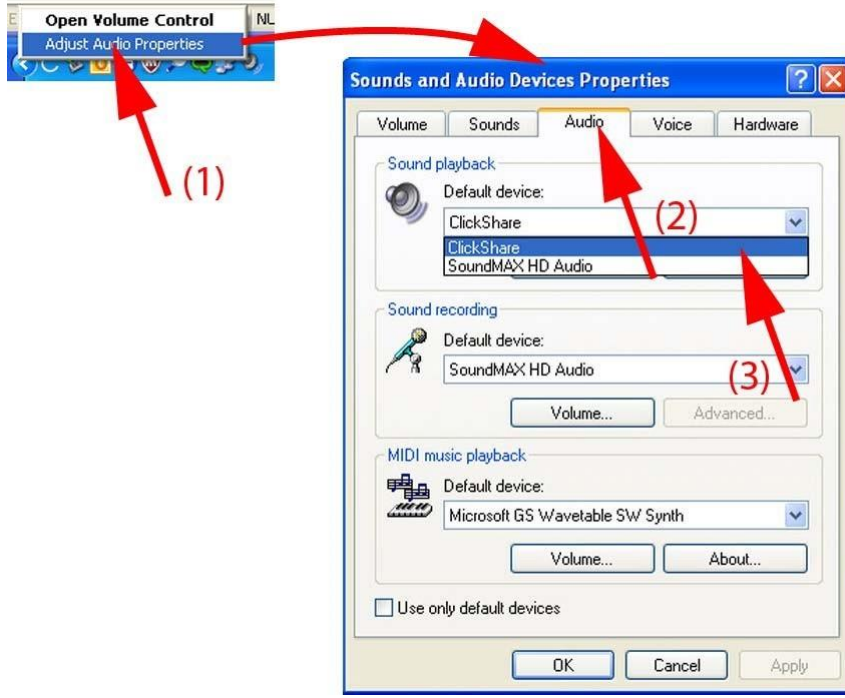 Open Volume Control
NU
Adjust Audio Properties
(1)
Sounds and Audio Devices Properties
Volume Sounds Audio Voice Hardware
Sound playback
Default device:
(2)
ClickShare
ClickShare
SoundMAX HD Audio
Sound recording
Default device:
SoundMAX HD Audio
(3)
Volume... Advanced...
MIDI music playback
Default device:
Microsoft GS Wavetable SW Synth
Volume... About...
Use only default devices
OK Cancel Apply